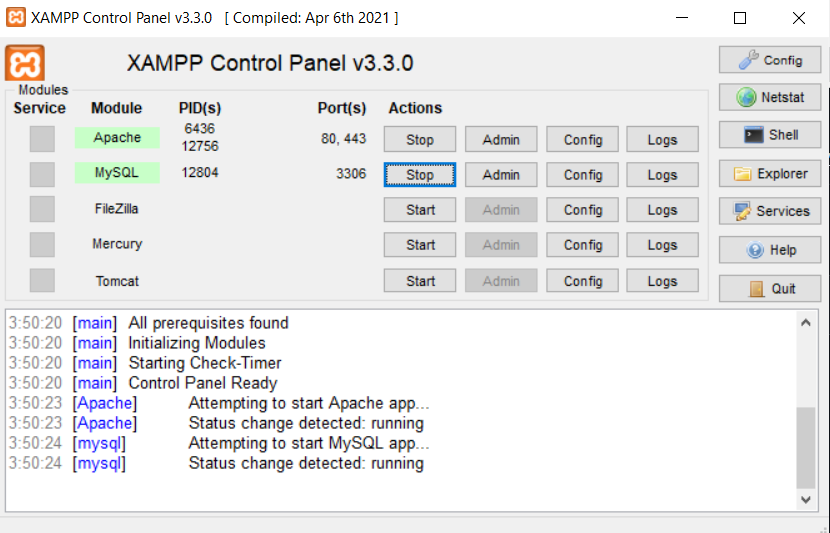 XAMPP Control Panel v3.3.0 [ Compiled: Apr 6th 2021 ]
XAMPP Control Panel v3.3.0
Config
Modules
Service Module PID(s) Port(s) Actions
Netstat
Apache 6436 12756 80, 443 Stop Admin Config Logs
Shell
MySQL 12804 3306 Stop Admin Config Logs
Explorer
FileZilla Start Admin Config Logs
Services
Mercury Start Admin Config Logs
Help
Tomcat Start Admin Config Logs
Quit
3:50:20 [main] All prerequisites found
3:50:20 [main] Initializing Modules
3:50:20 [main] Starting Check-Timer
3:50:20 [main] Control Panel Ready
3:50:23 [Apache] Attempting to start Apache app...
3:50:23 [Apache] Status change detected: running
3:50:24 [mysql] Attempting to start MySQL app...
3:50:24 [mysql] Status change detected: running